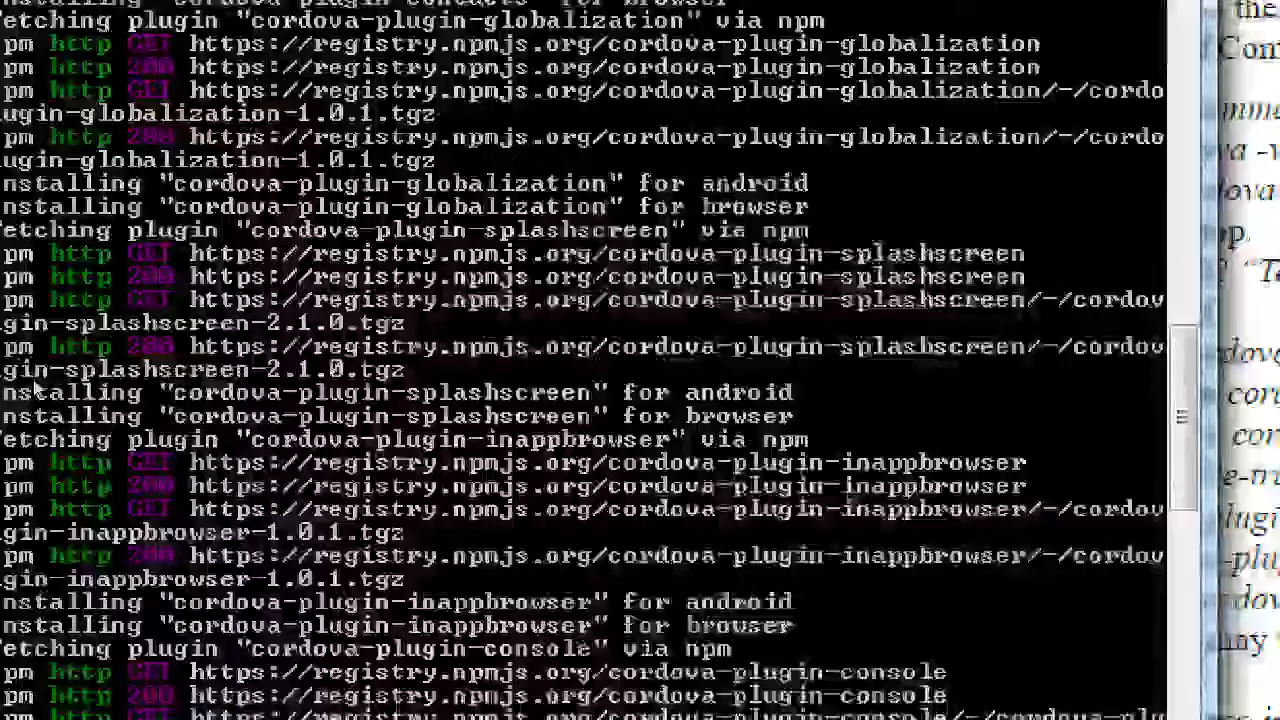 etching plugin "cordova-plugin-globalization" via npm
pm http GET https://registry.npmjs.org/cordova-plugin-globalization
pm http 200 https://registry.npmjs.org/cordova-plugin-globalization
pm http GET https://registry.npmjs.org/cordova-plugin-globalization/-/cordo
ugin-globalization-1.0.1.tgz
pm http 200 https://registry.npmjs.org/cordova-plugin-globalization/-/cordo
ugin-globalization-1.0.1.tgz
nstalling "cordova-plugin-globalization" for android
nstalling "cordova-plugin-globalization" for browser
etching plugin "cordova-plugin-splashscreen" via npm
pm http GET https://registry.npmjs.org/cordova-plugin-splashscreen
pm http 200 https://registry.npmjs.org/cordova-plugin-splashscreen
pm http GET https://registry.npmjs.org/cordova-plugin-splashscreen/-/cordov
gin-splashscreen-2.1.0.tgz
pm http 200 https://registry.npmjs.org/cordova-plugin-splashscreen/-/cordov
gin-splashscreen-2.1.0.tgz
nstalling "cordova-plugin-splashscreen" for android
nstalling "cordova-plugin-splashscreen" for browser
etching plugin "cordova-plugin-inappbrowser" via npm
pm http GET https://registry.npmjs.org/cordova-plugin-inappbrowser
pm http 200 https://registry.npmjs.org/cordova-plugin-inappbrowser
pm http GET https://registry.npmjs.org/cordova-plugin-inappbrowser/-/cordov
gin-inappbrowser-1.0.1.tgz
pm http 200 https://registry.npmjs.org/cordova-plugin-inappbrowser/-/cordov
gin-inappbrowser-1.0.1.tgz
nstalling "cordova-plugin-inappbrowser" for android
nstalling "cordova-plugin-inappbrowser" for browser
etching plugin "cordova-plugin-console" via npm
pm http GET https://registry.npmjs.org/cordova-plugin-console
pm http 200 https://registry.npmjs.org/cordova-plugin-console
the